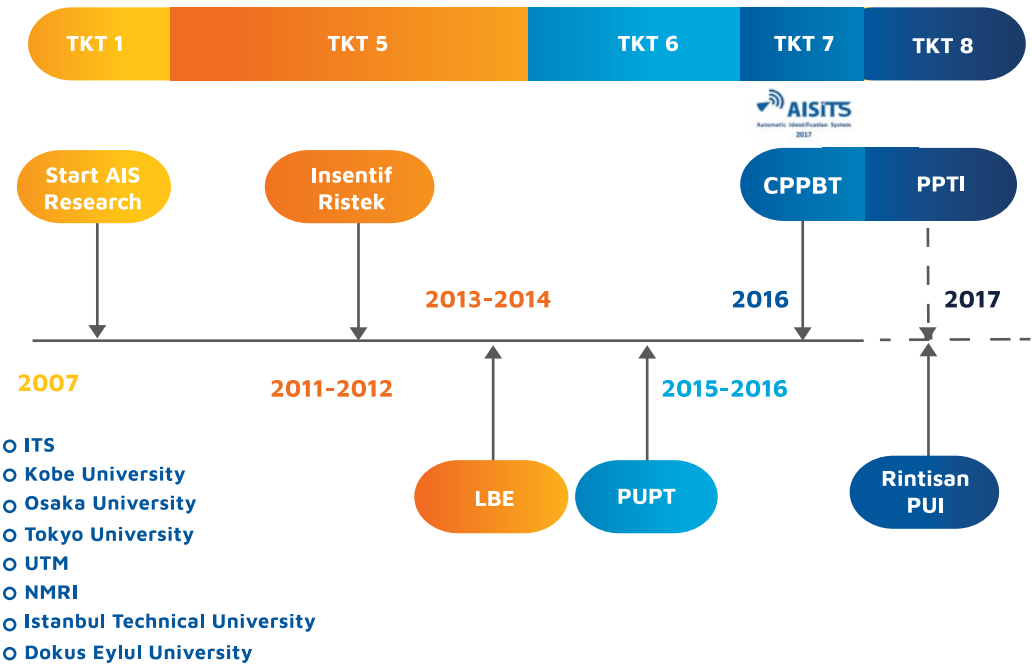 TKT 1
TKT 5
TKT 6
TKT 7
TKT 8
AISITS
Automatic Identification System
2017
Start AIS
Research
Insentif
Ristek
CPPBT
PPTI
2013-2014
2016
2017
2007
2011-2012
2015-2016
ITS
Kobe University
Osaka University
Tokyo University
UTM
NMRI
Istanbul Technical University
Dokus Eylul University
LBE
PUPT
Rintisan
PUI